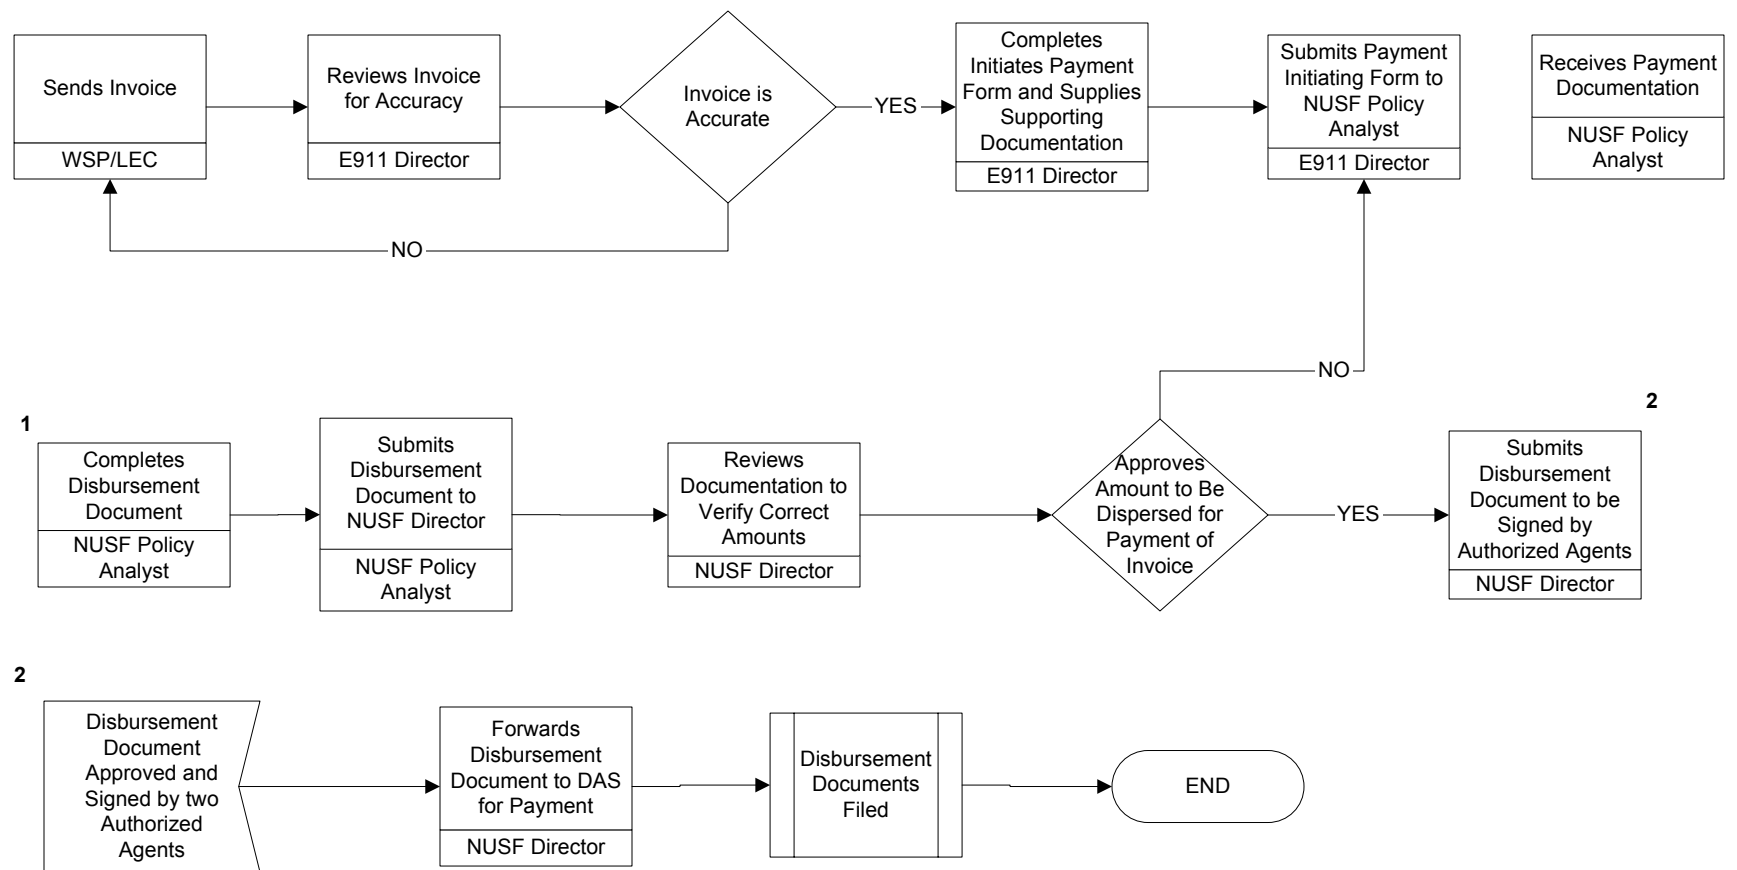 Sends Invoice
WSP/LEC
Reviews Invoice
for Accuracy
E911 Director
Invoice is
Accurate
YES
Completes
Initiates Payment
Form and Supplies
Supporting
Documentation
E911 Director
Submits Payment
Initiating Form to
NUSF Policy
Analyst
E911 Director
Receives Payment
Documentation
NUSF Policy
Analyst
NO
NO
1
Completes
Disbursement
Document
NUSF Policy
Analyst
Submits
Disbursement
Document to
NUSF Director
NUSF Policy
Analyst
Reviews
Documentation to
Verify Correct
Amounts
NUSF Director
Approves
Amount to Be
Dispersed for
Payment of
Invoice
YES
2
Submits
Disbursement
Document to be
Signed by
Authorized Agents
NUSF Director
2
Disbursement
Document
Approved and
Signed by two
Authorized
Agents
Forwards
Disbursement
Document to DAS
for Payment
NUSF Director
Disbursement
Documents
Filed
END